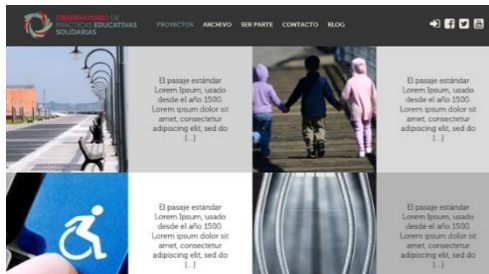 OBSERVATORIO DE
PRÁCTICAS EDUCATIVAS
SOLIDARIAS
PROYECTOS ARCHIVO SER PARTE CONTACTO BLOG
El pasaje estándar
Lorem Ipsum, usado
desde el año 1500.
Lorem ipsum dolor sit
amet, consectetur
adipiscing elit, sed do
[...]
El pasaje estándar
Lorem Ipsum, usado
desde el año 1500.
Lorem ipsum dolor sit
amet, consectetur
adipiscing elit, sed do
[...]
El pasaje estándar
Lorem Ipsum, usado
desde el año 1500.
Lorem ipsum dolor sit
amet, consectetur
adipiscing elit, sed do
[...]
El pasaje estándar
Lorem Ipsum, usado
desde el año 1500.
Lorem ipsum dolor sit
amet, consectetur
adipiscing elit, sed do
[...]